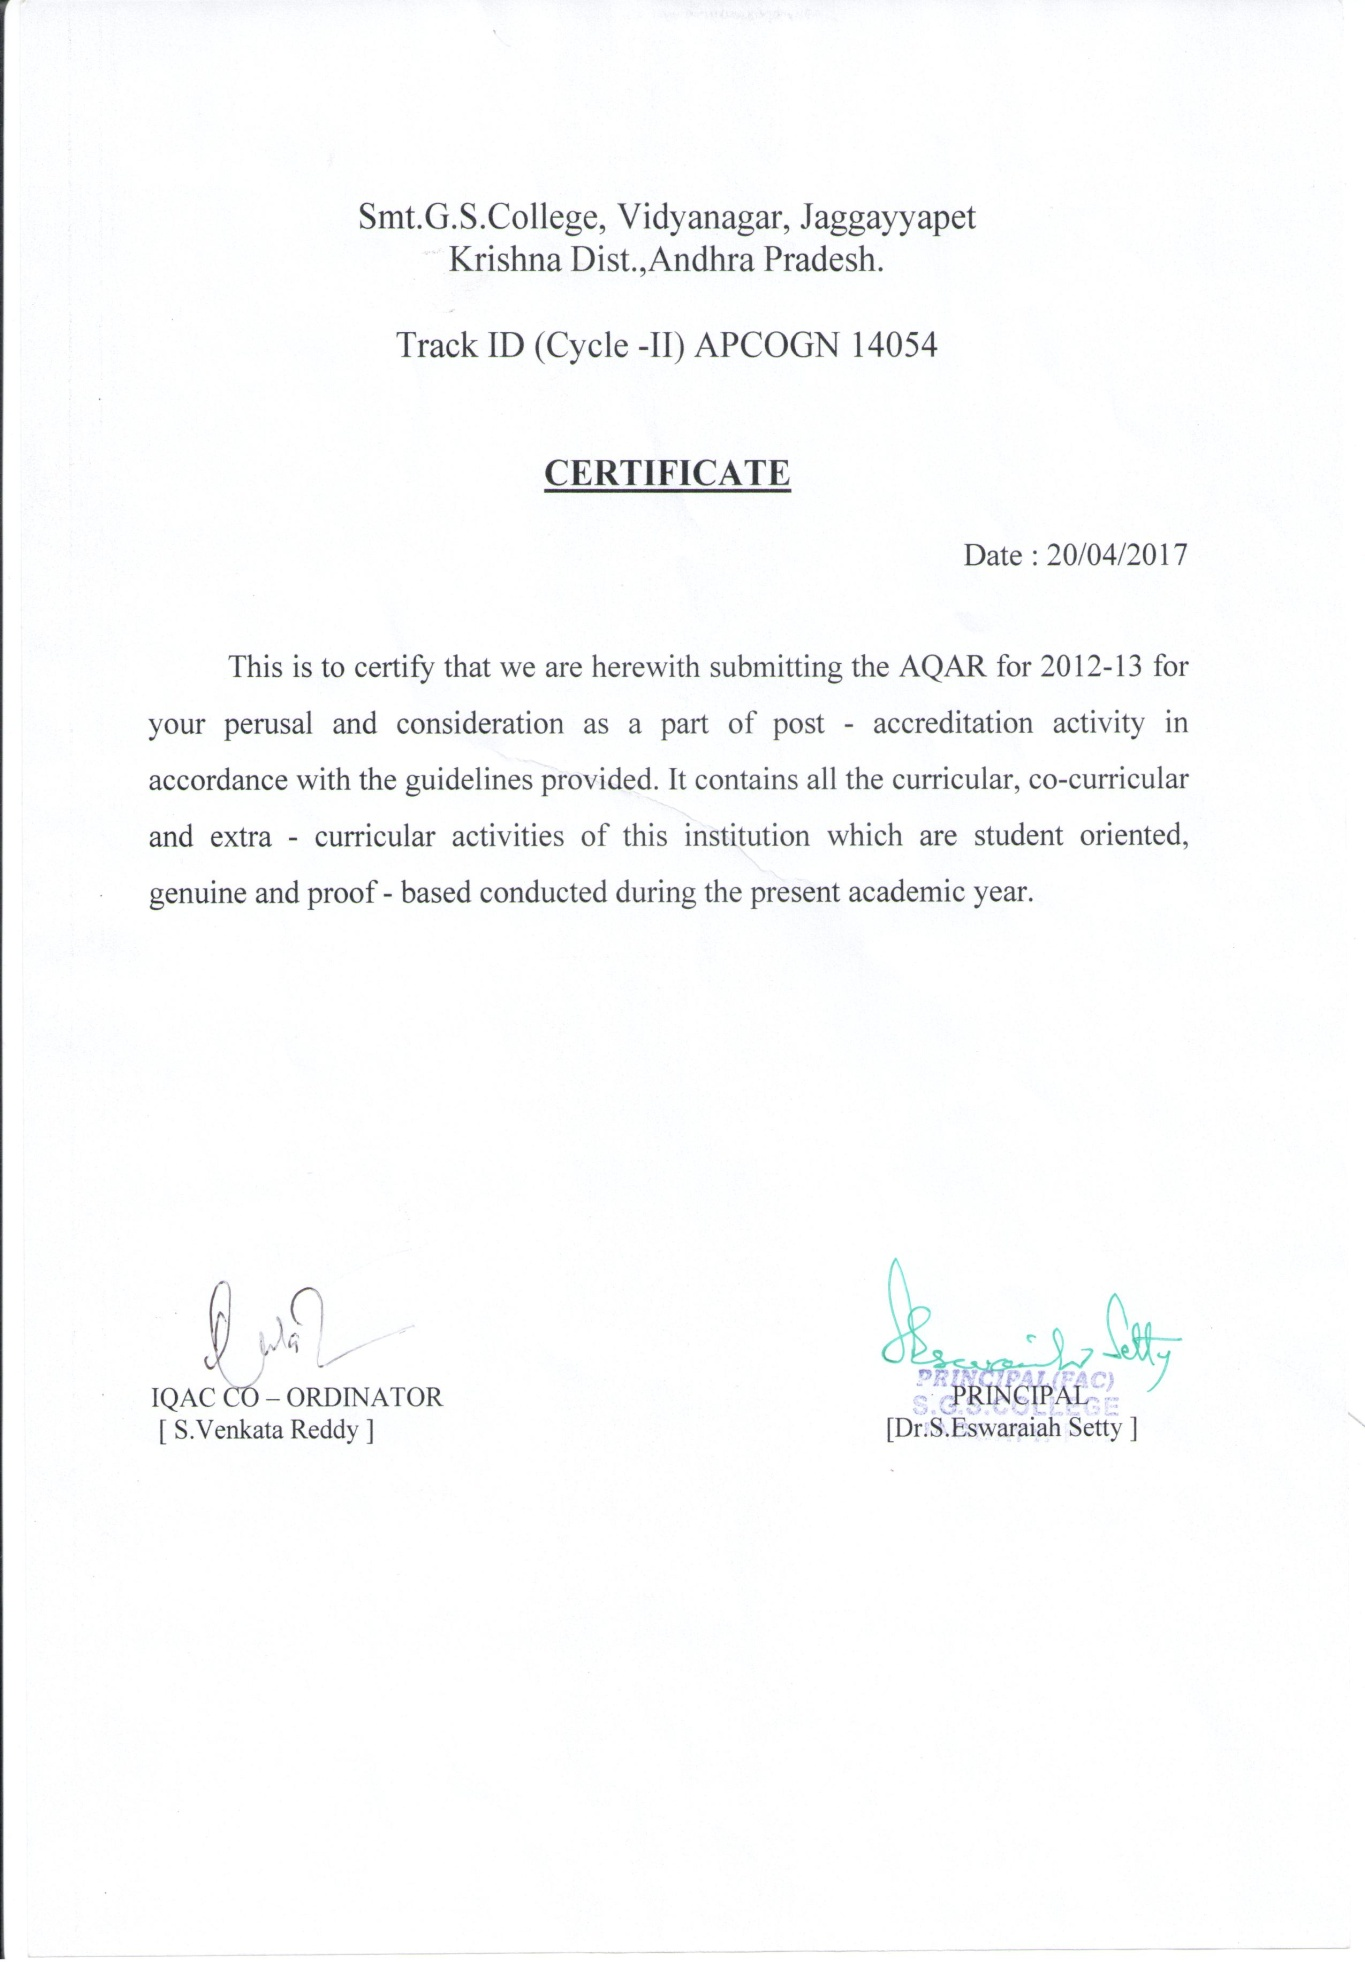 Smt.G.S.College, Vidyanagar, Jaggayyapet
Krishna Dist.,Andhra Pradesh.
Track ID (Cycle -II) APCOGN 14054
CERTIFICATE
Date : 20/04/2017
This is to certify that we are herewith submitting the AQAR for 2012-13 for
your perusal and consideration as a part of post - accreditation activity in
accordance with the guidelines provided. It contains all the curricular, co-curricular
and extra - curricular activities of this institution which are student oriented,
genuine and proof - based conducted during the present academic year.
IQAC CO – ORDINATOR
[ S.Venkata Reddy ]
SEswaraiah Setty
PRINCIPAL(FAC)
PRINCIPAL
S.G.S.COLLEGE
[Dr.S.Eswaraiah Setty ]